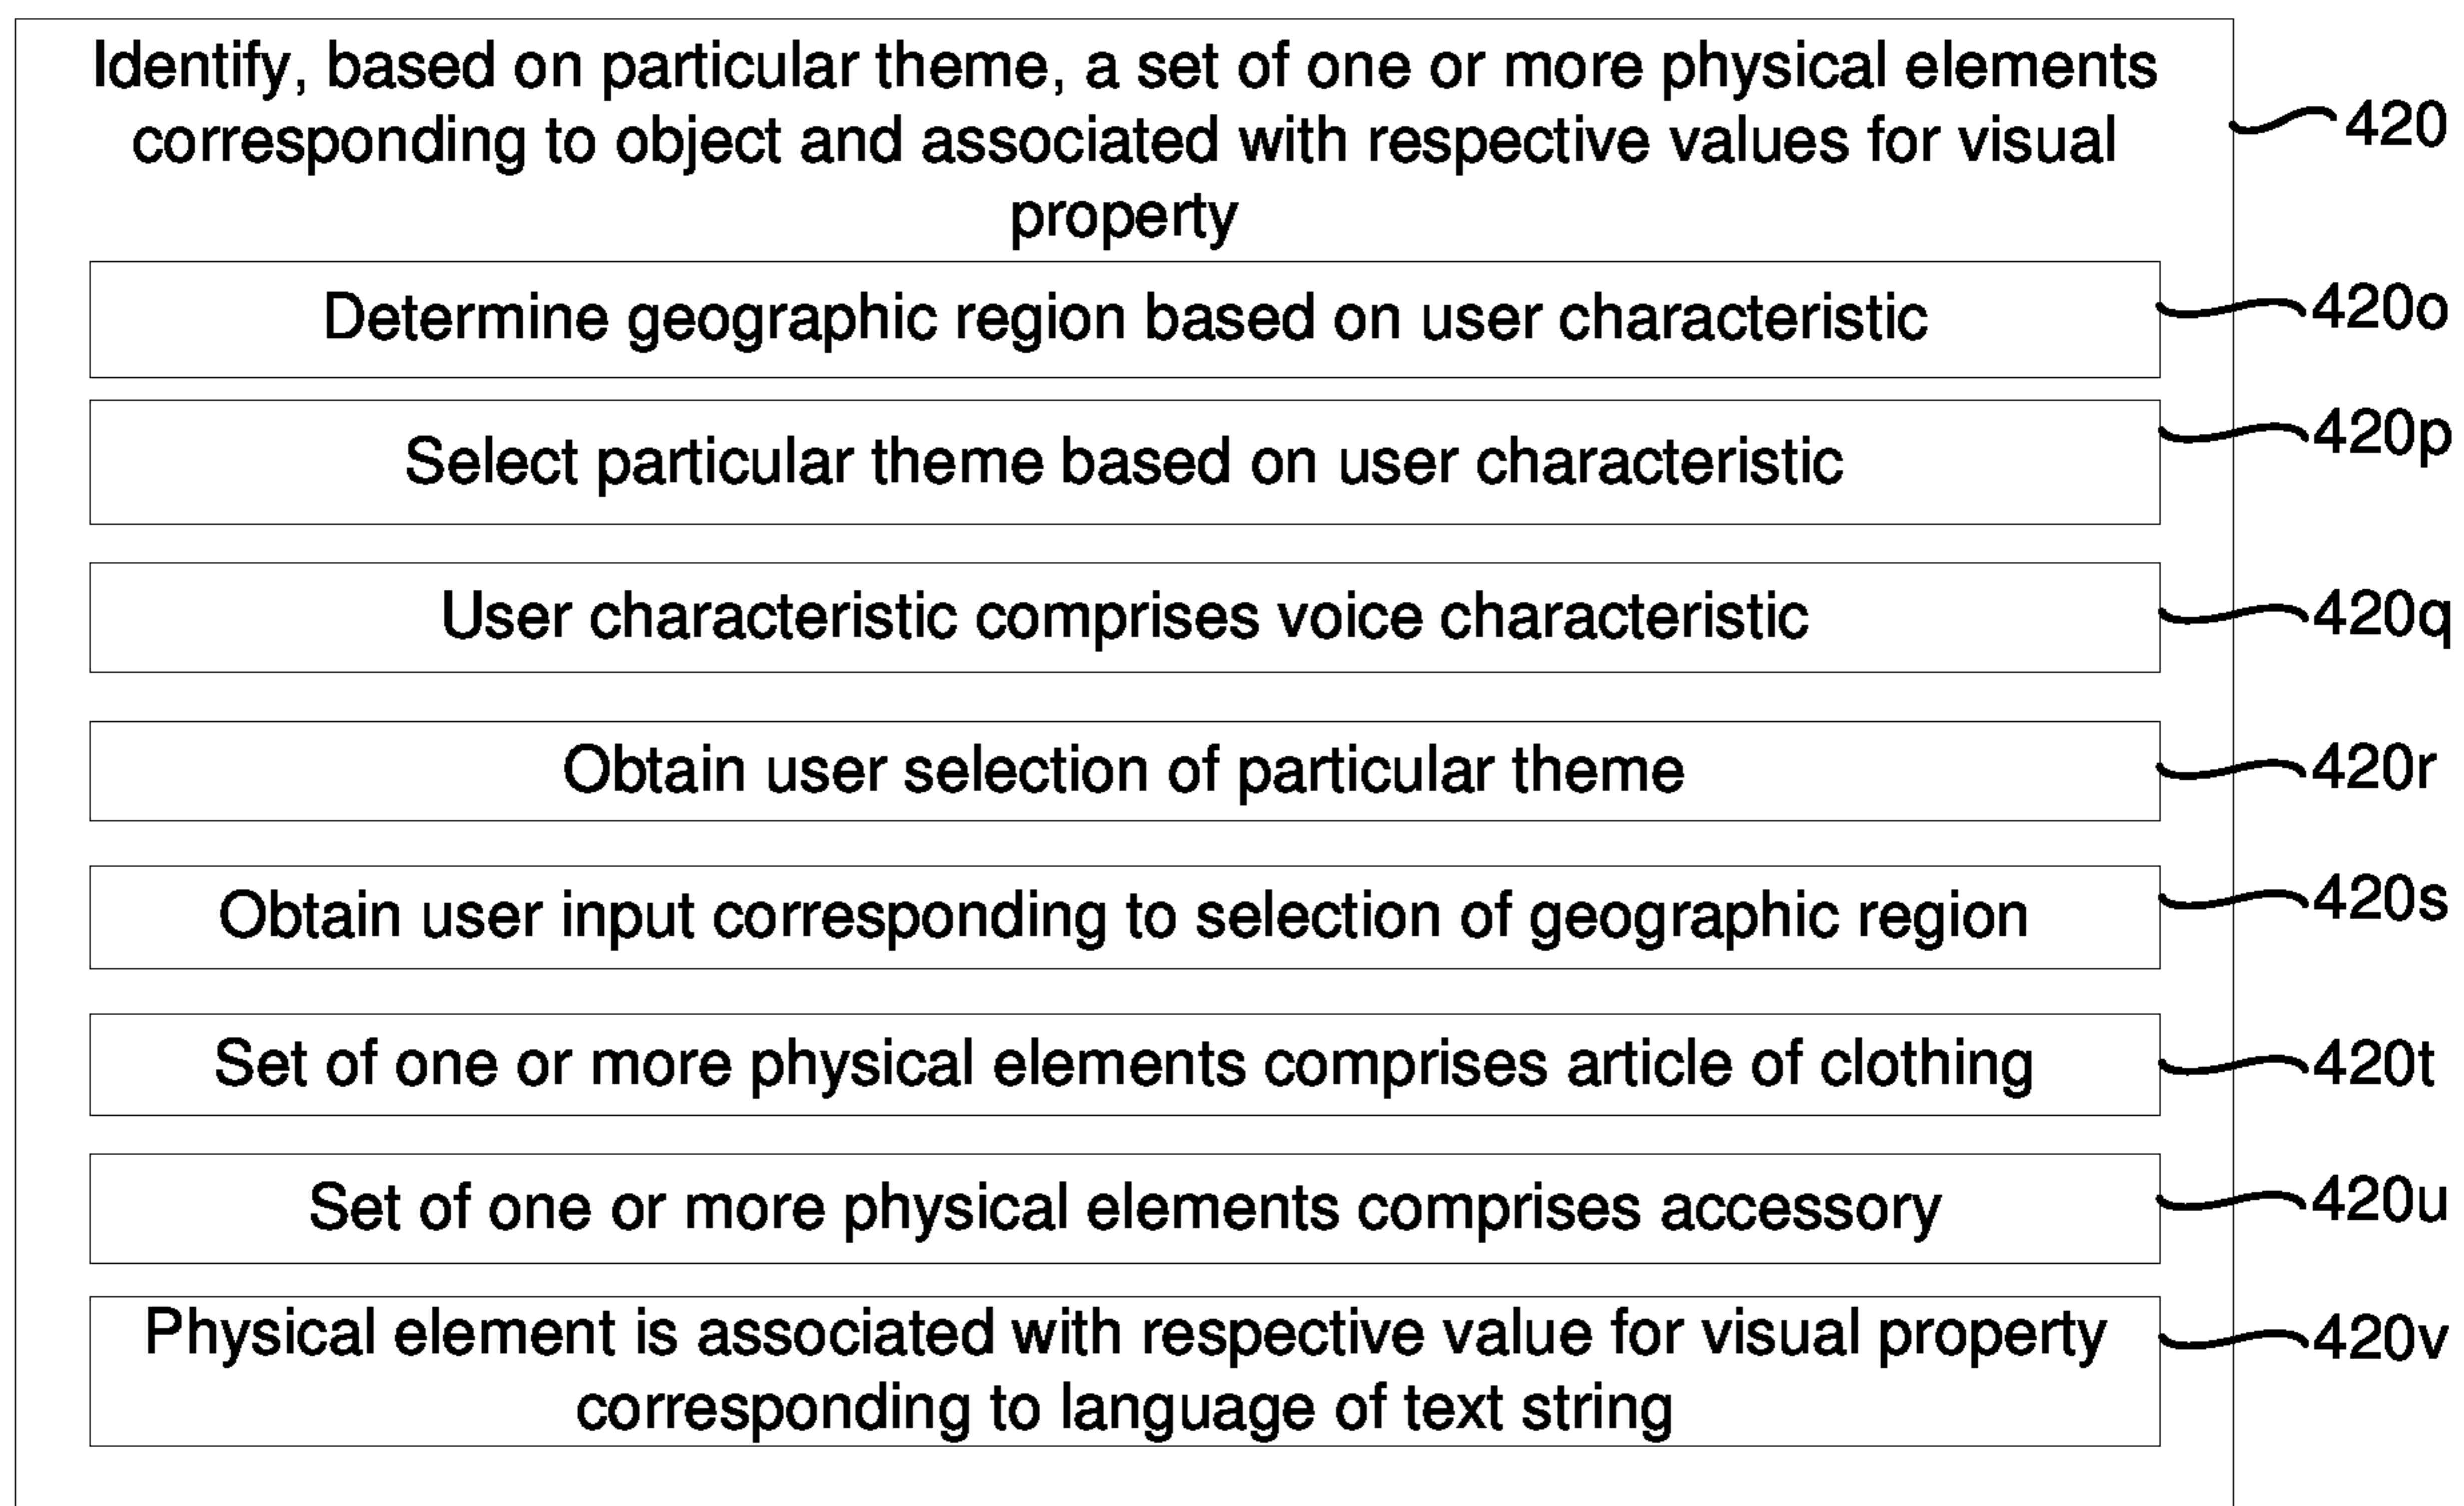 Identify, based on particular theme, a set of one or more physical elements
corresponding to object and associated with respective values for visual
property
420
Determine geographic region based on user characteristic
420o
Select particular theme based on user characteristic
420p
User characteristic comprises voice characteristic
420q
Obtain user selection of particular theme
420r
Obtain user input corresponding to selection of geographic region
420s
Set of one or more physical elements comprises article of clothing
420t
Set of one or more physical elements comprises accessory
420u
Physical element is associated with respective value for visual property
corresponding to language of text string
420v